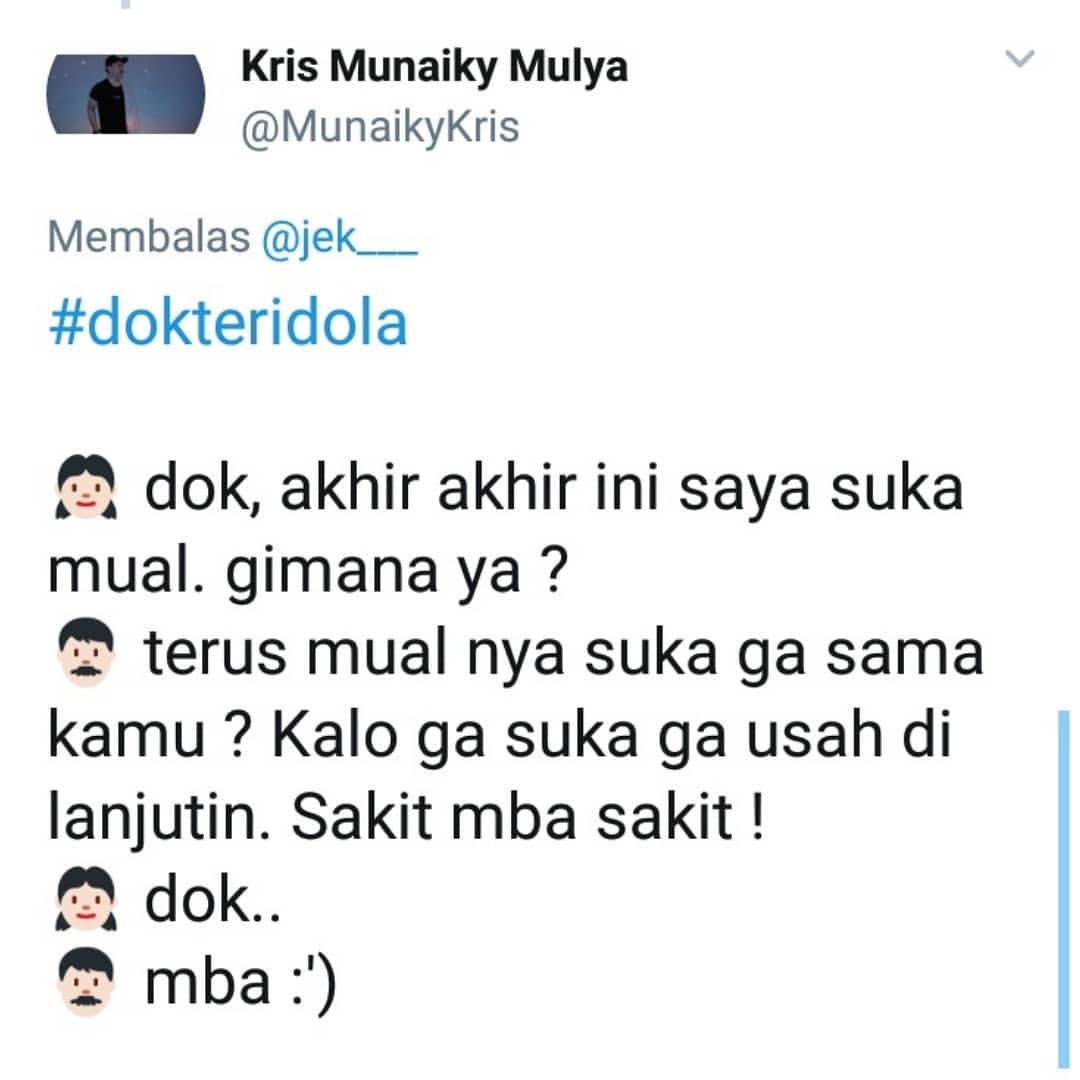 Kris Munaiky Mulya
@MunaikyKris
Membalas @jek___
#dokteridola
dok, akhir akhir ini saya suka
mual. gimana ya ?
terus mual nya suka ga sama
kamu ? Kalo ga suka ga usah di
lanjutin. Sakit mba sakit !
dok..
mba :')